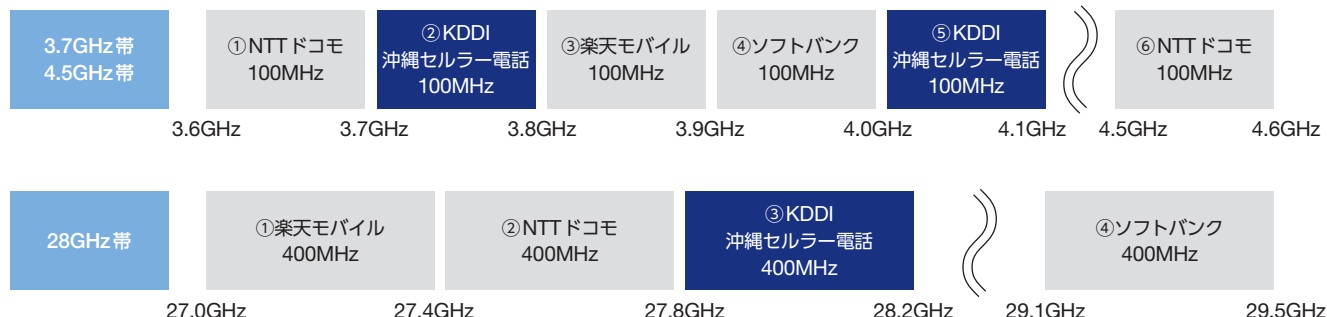 3.7GHz帯
4.5GHz帯
①NTTドコモ
100MHz
②KDDI
沖縄セルラー電話
100MHz
③楽天モバイル
100MHz
④ソフトバンク
100MHz
⑤KDDI
沖縄セルラー電話
100MHz
⑥NTTドコモ
100MHz
3.6GHz 3.7GHz 3.8GHz 3.9GHz 4.0GHz 4.1GHz 4.5GHz 4.6GHz
28GHz帯
①楽天モバイル
400MHz
②NTTドコモ
400MHz
③KDDI
沖縄セルラー電話
400MHz
④ソフトバンク
400MHz
27.0GHz 27.4GHz 27.8GHz 28.2GHz 29.1GHz 29.5GHz